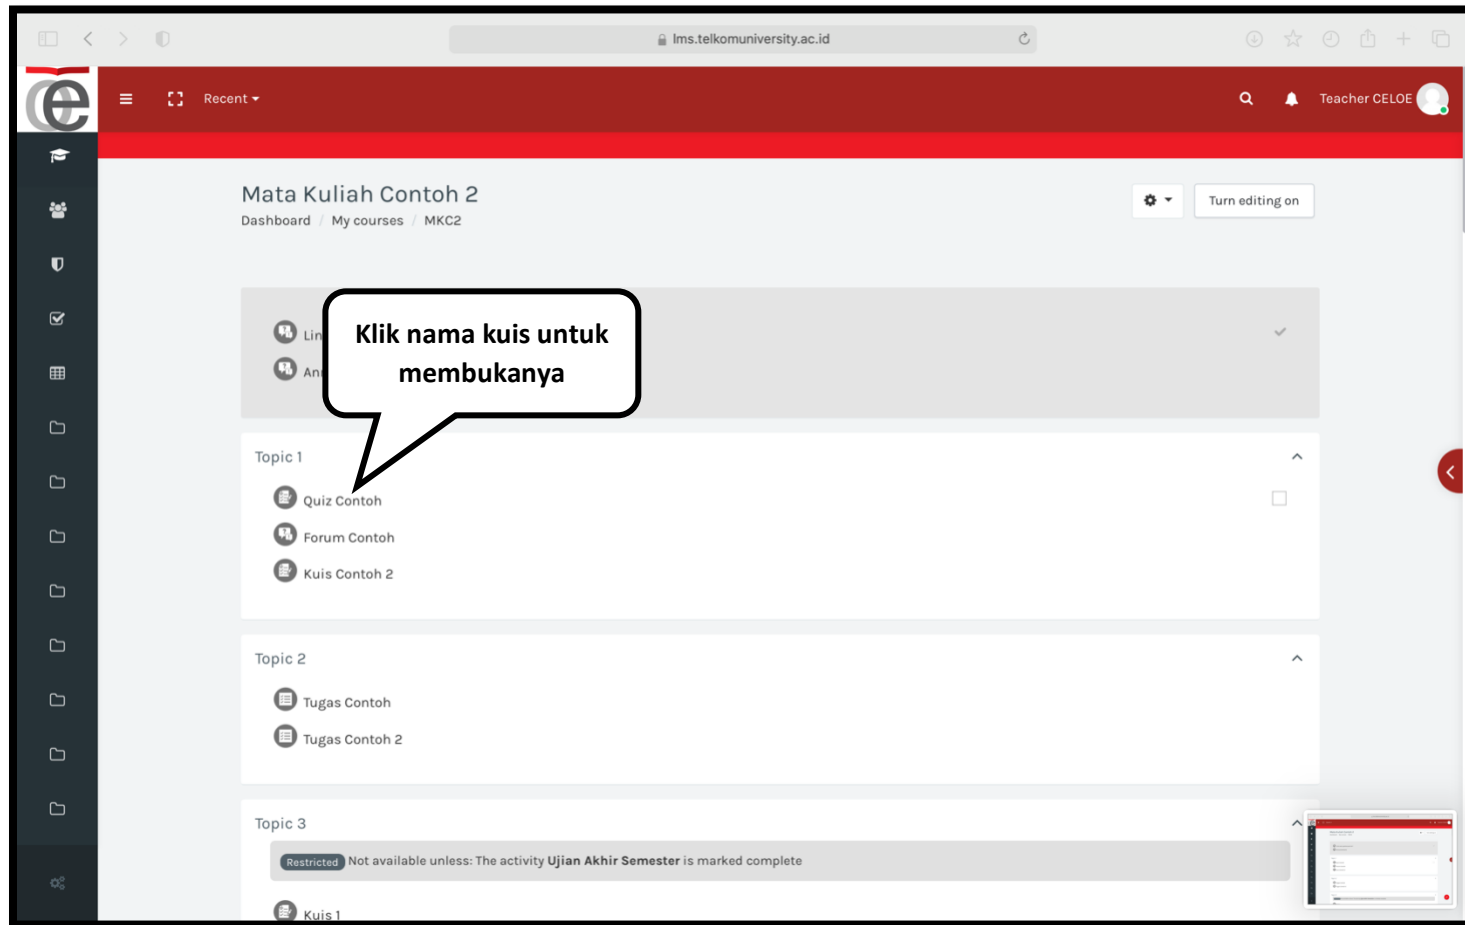 lms.telkomuniversity.ac.id
Recent
Teacher CELOE
Mata Kuliah Contoh 2
Dashboard / My courses / MKC2
Turn editing on
Klik nama kuis untuk
membukanya
Topic 1
Quiz Contoh
Forum Contoh
Kuis Contoh 2
Topic 2
Tugas Contoh
Tugas Contoh 2
Topic 3
Restricted Not available unless: The activity Ujian Akhir Semester is marked complete
Kuis 1